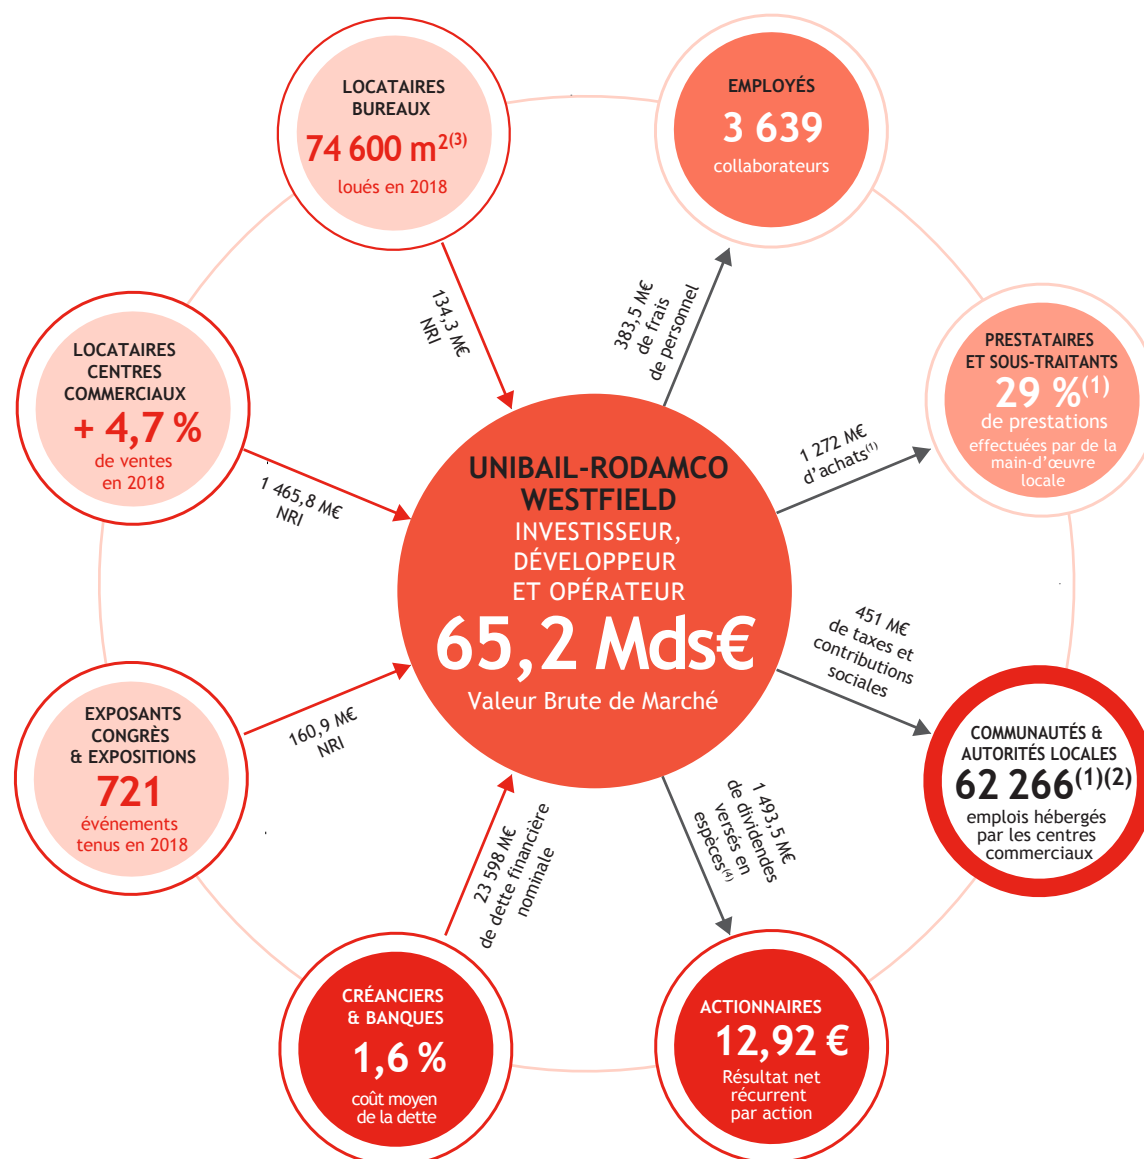 LOCATAIRES
BUREAUX
74 600 m²⁽³⁾
loués en 2018
EMPLOYÉS
3 639
collaborateurs
134,3 M€
NRI
383,5 M€
de frais
de personnel
LOCATAIRES
CENTRES
COMMERCIAUX
+ 4,7 %
de ventes
en 2018
PRESTATAIRES
ET SOUS-TRAITANTS
29 %⁽¹⁾
de prestations
effectuées par de la
main-d’œuvre
locale
1 465,8 M€
NRI
1 272 M€
d’achats⁽¹⁾
UNIBAIL-RODAMCO
WESTFIELD
INVESTISSEUR,
DÉVELOPPEUR
ET OPÉRATEUR
65,2 Mds€
Valeur Brute de Marché
EXPOSANTS
CONGRÈS
& EXPOSITIONS
721
événements
tenus en 2018
160,9 M€
NRI
451 M€
de taxes et
contributions
sociales
COMMUNAUTÉS &
AUTORITÉS LOCALES
62 266⁽¹⁾⁽²⁾
emplois hébergés
par les centres
commerciaux
23 598 M€
de dette financière
nominale
1 493,5 M€
de dividendes
versés en
espèces⁽⁴⁾
CRÉANCIERS
& BANQUES
1,6 %
coût moyen
de la dette
ACTIONNAIRES
12,92 €
Résultat net
récurrent
par action